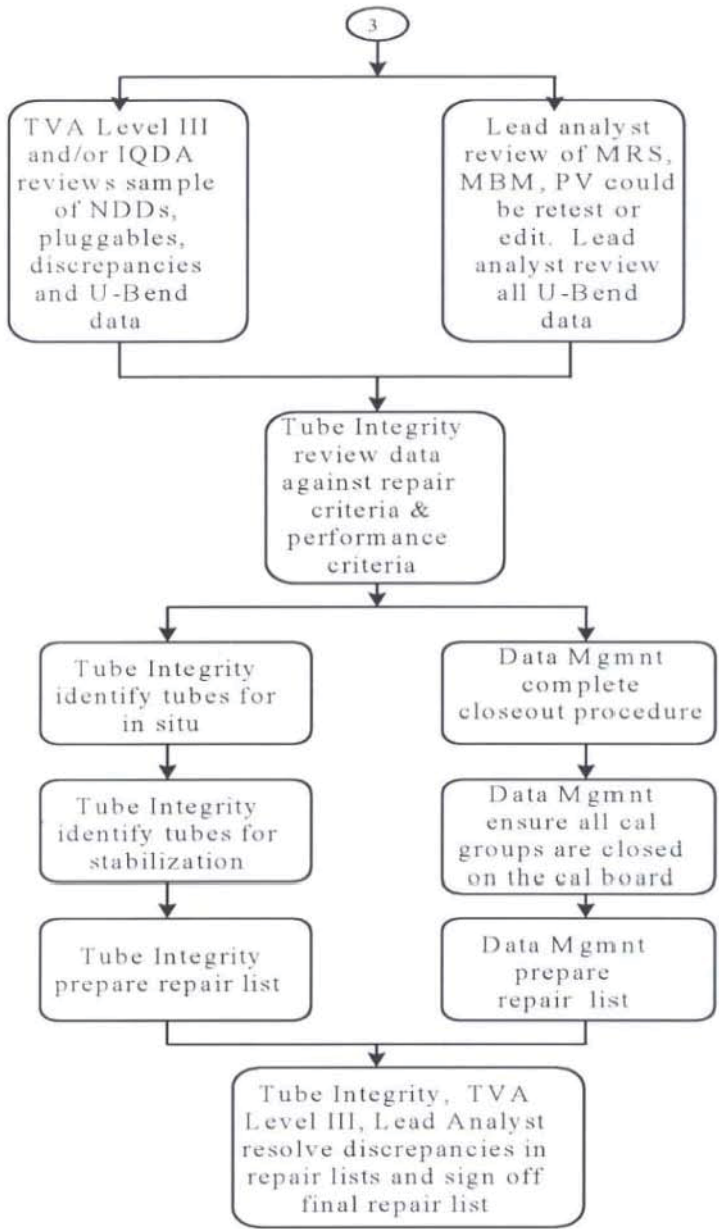 3
TVA Level III
and/or IQDA
reviews sample
of NDDs,
pluggables,
discrepancies
and U-Bend
data
Lead analyst
review of MRS,
MBM, PV could
be retest or
edit. Lead
analyst review
all U-Bend
data
Tube Integrity
review data
against repair
criteria &
performance
criteria
Tube Integrity
identify tubes for
in situ
Data Mgmnt
complete
closeout procedure
Tube Integrity
identify tubes for
stabilization
Data Mgmnt
ensure all cal
groups are closed
on the cal board
Tube Integrity
prepare repair list
Data Mgmnt
prepare
repair list
Tube Integrity, TVA
Level III, Lead Analyst
resolve discrepancies in
repair lists and sign off
final repair list